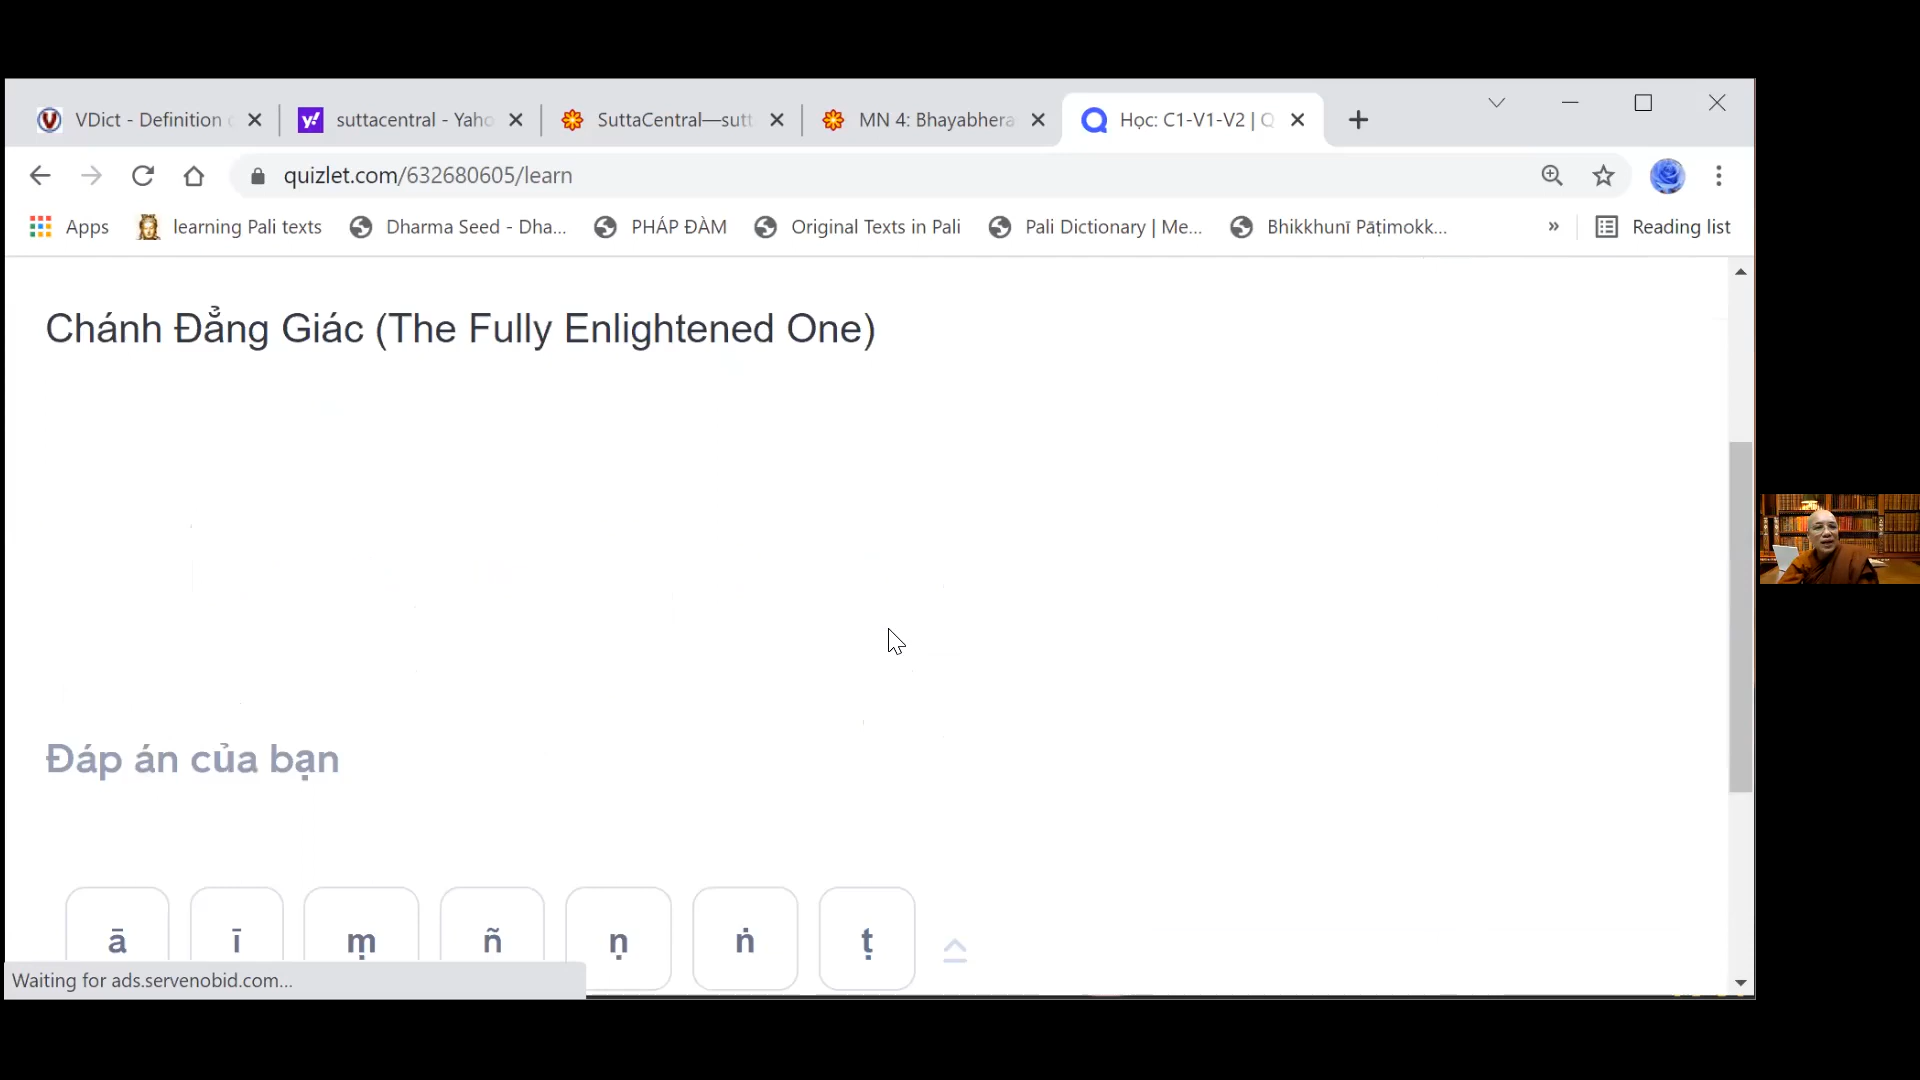 VDict - Definition
suttacentral - Yaho
SuttaCentral—sutt
MN 4: Bhayabhera
Học: C1-V1-V2 | Q
quizlet.com/632680605/learn
Apps
learning Pali texts
Dharma Seed - Dha...
PHÁP ĐÀM
Original Texts in Pali
Pali Dictionary | Me...
Bhikkhunī Pāṭimokk...
»
Reading list
Chánh Đẳng Giác (The Fully Enlightened One)
Đáp án của bạn
ā ī ṃ ñ ṇ ṅ ṭ
Waiting for ads.servenobid.com...